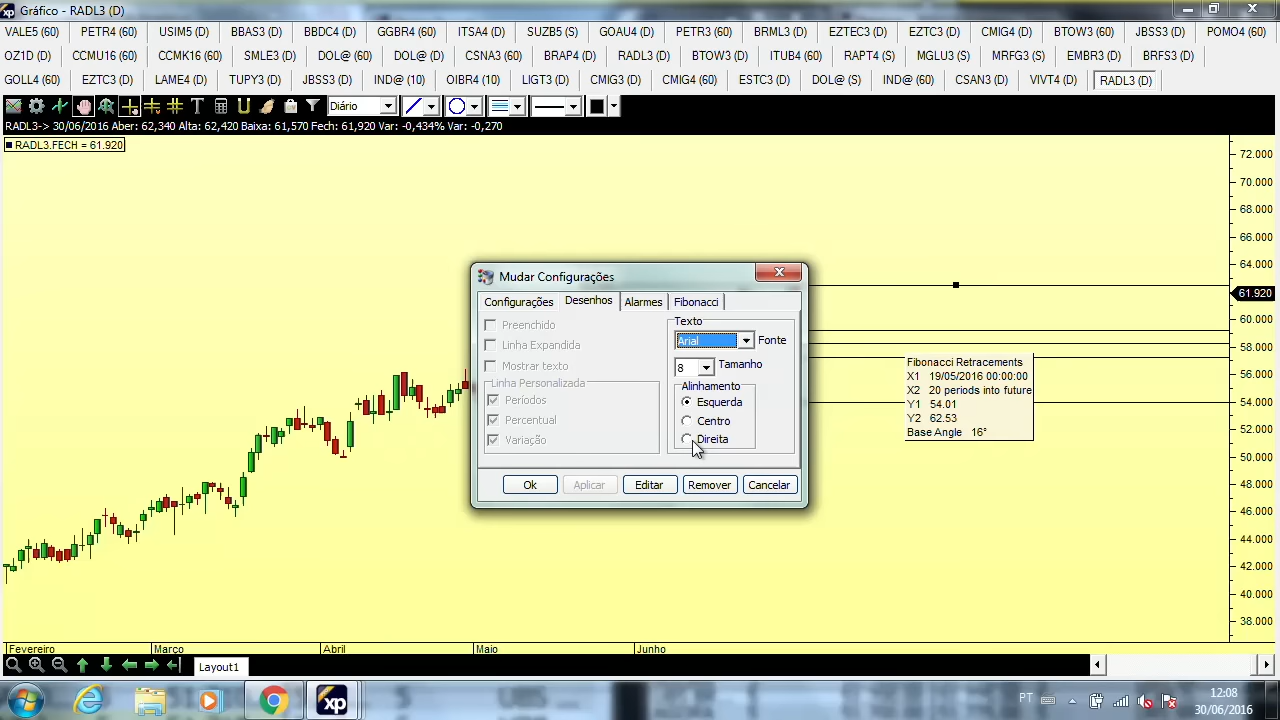 Gráfico - RADL3 (D)
VALE5 (60) PETR4 (60) USIM5 (D) BBAS3 (D) BBDC4 (D) GGBR4 (60) ITSA4 (D) SUZB5 (S) GOAU4 (D) PETR3 (60) BRML3 (D) EZTEC3 (D) EZTC3 (D) CMIG4 (D) BTOW3 (60) JBSS3 (D) POMO4 (60)
OZ1D (D) CCMU16 (60) CCMK16 (60) SMLE3 (D) DOL@ (60) DOL@ (D) CSNA3 (60) BRAP4 (D) RADL3 (D) BTOW3 (D) ITUB4 (60) RAPT4 (S) MGLU3 (S) MRFG3 (S) EMBR3 (D) BRFS3 (D)
GOLL4 (60) EZTC3 (D) LAME4 (D) TUPY3 (D) JBSS3 (D) IND@ (10) OIBR4 (10) LIGT3 (D) CMIG3 (D) CMIG4 (60) ESTC3 (D) DOL@ (S) IND@ (60) CSAN3 (D) VIVT4 (D) RADL3 (D)
Diário
RADL3-> 30/06/2016 Aber: 62,340 Alta: 62,420 Baixa: 61,570 Fech: 61,920 Var: -0,434% Var: -0,270
RADL3.FECH = 61.920
72.000
70.000
68.000
66.000
64.000
61.920
60.000
58.000
56.000
54.000
52.000
50.000
48.000
46.000
44.000
42.000
40.000
38.000
Mudar Configurações
Configurações Desenhos Alarmes Fibonacci
Preenchido
Linha Expandida
Mostrar texto
Linha Personalizada
Períodos
Percentual
Variação
Texto
Arial Fonte
8 Tamanho
Alinhamento
Esquerda
Centro
Direita
Ok Aplicar Editar Remover Cancelar
Fibonacci Retracements
X1 19/05/2016 00:00:00
X2 20 periods into future
Y1 54.01
Y2 62.53
Base Angle 16°
Fevereiro Março Abril Maio Junho
Layout1
xp
PT
12:08
30/06/2016